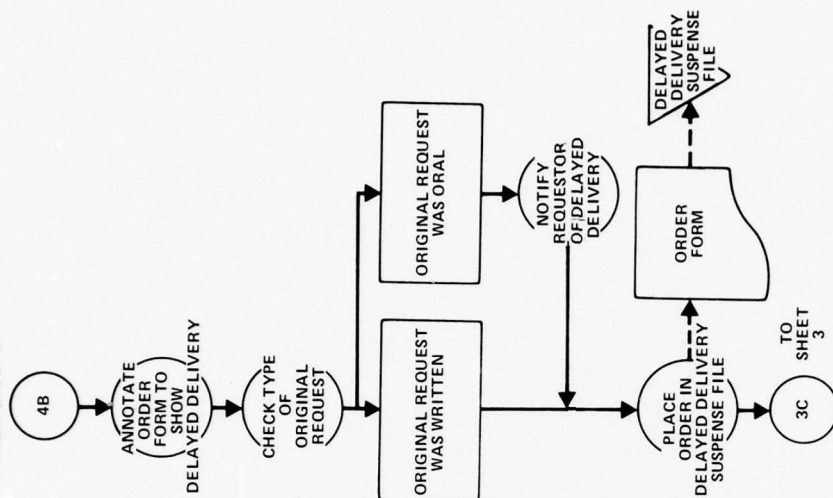 4B
ANNOTATE
ORDER
FORM TO
SHOW
DELAYED DELIVERY
CHECK TYPE
OF
ORIGINAL
REQUEST
ORIGINAL REQUEST
WAS WRITTEN
ORIGINAL REQUEST
WAS ORAL
NOTIFY
REQUESTOR
OF DELAYED
DELIVERY
PLACE
ORDER IN
DELAYED DELIVERY
SUSPENSE FILE
ORDER
FORM
DELAYED
DELIVERY
SUSPENSE
FILE
3C
TO
SHEET
3